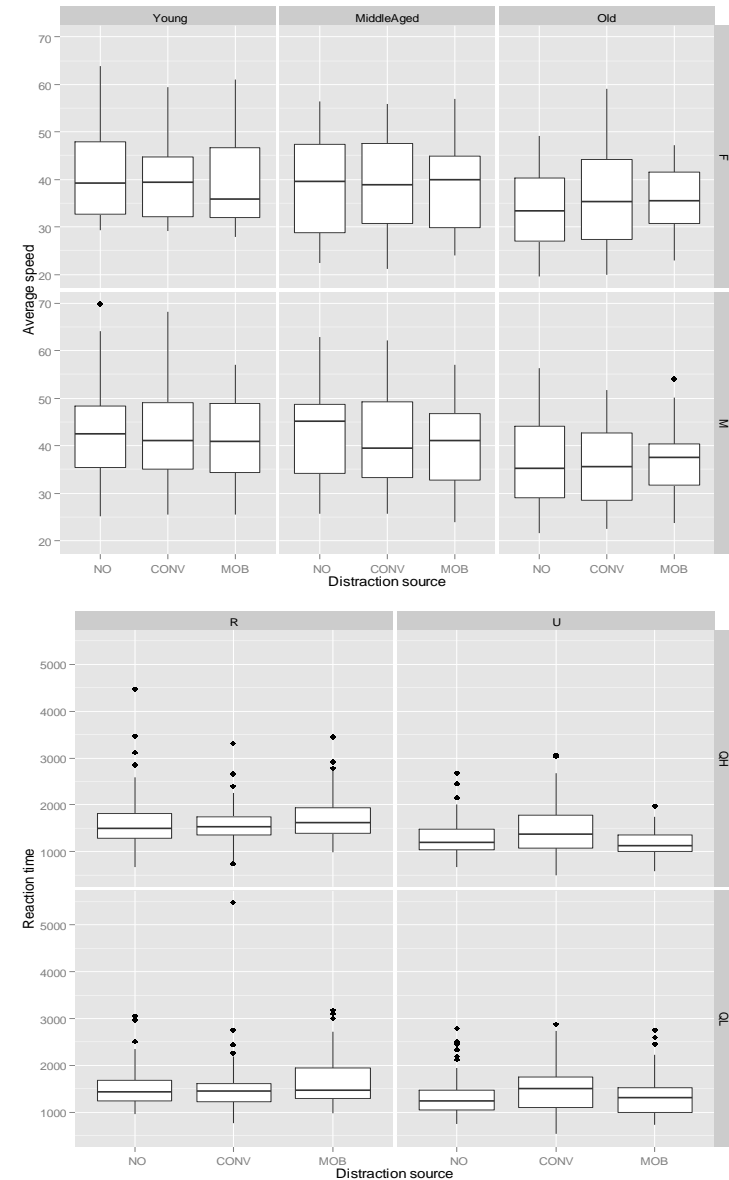 Young MiddleAged Old
70
60
50
40
30
20
F
Average speed
70
60
50
40
30
20
M
NO CONV MOB NO CONV MOB NO CONV MOB
Distraction source
R U
5000
4000
3000
2000
1000
QH
Reaction time
5000
4000
3000
2000
1000
QL
NO CONV MOB NO CONV MOB
Distraction source